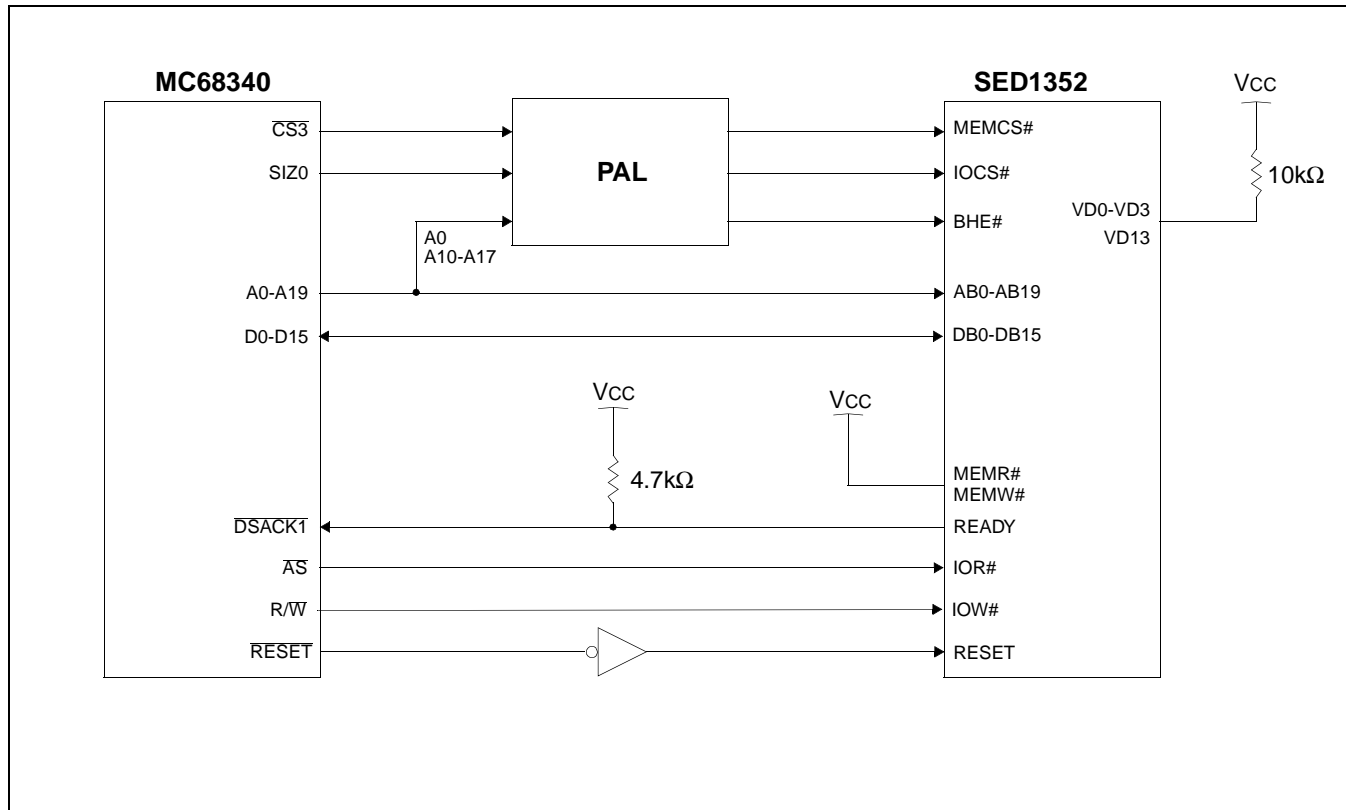 MC68340
SED1352
VCC
CS3
MEMCS#
SIZ0
PAL
IOCS#
10kΩ
VD0-VD3
BHE#
VD13
A0
A10-A17
A0-A19
AB0-AB19
D0-D15
DB0-DB15
VCC
VCC
4.7kΩ
MEMR#
MEMW#
DSACK1
READY
AS
IOR#
R/W
IOW#
RESET
RESET